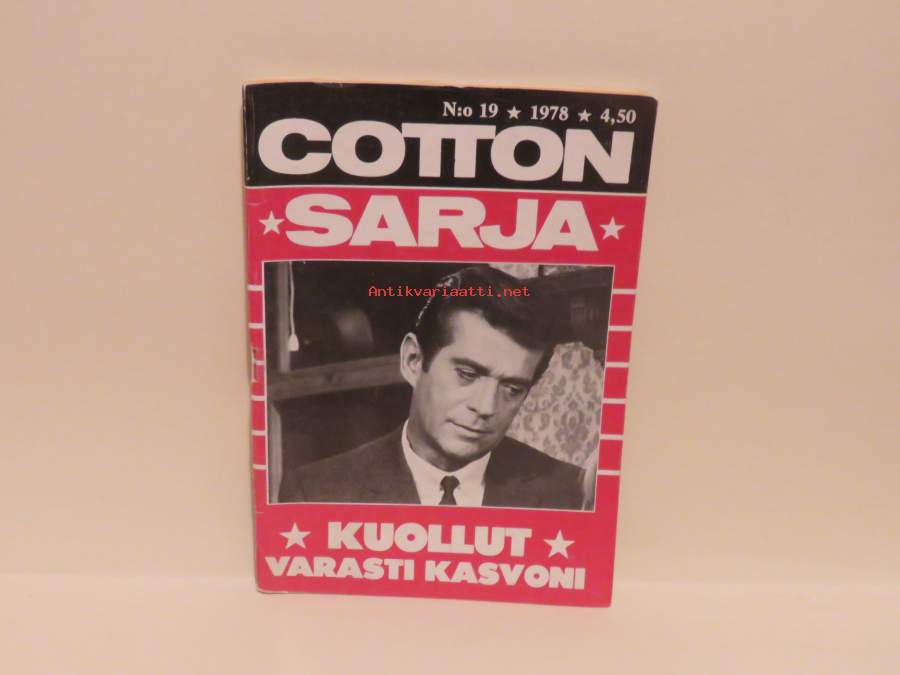 N:o 19 ★ 1978 ★ 4,50
COTTON
★ SARJA ★
Antikvariaatti.net
★ KUOLLUT ★
VARASTI KASVONI